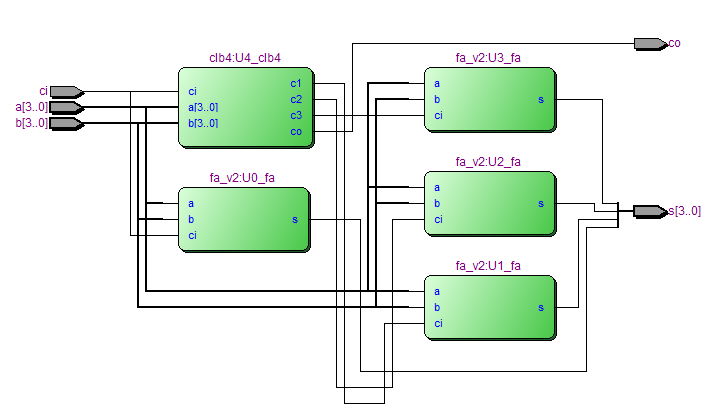 co
clb4:U4_clb4
fa_v2:U3_fa
ci
a[3..0]
b[3..0]
ci
a[3..0]
b[3..0]
c1
c2
c3
co
a
b
ci
s
fa_v2:U0_fa
a
b
ci
s
fa_v2:U2_fa
a
b
ci
s
s[3..0]
fa_v2:U1_fa
a
b
ci
s